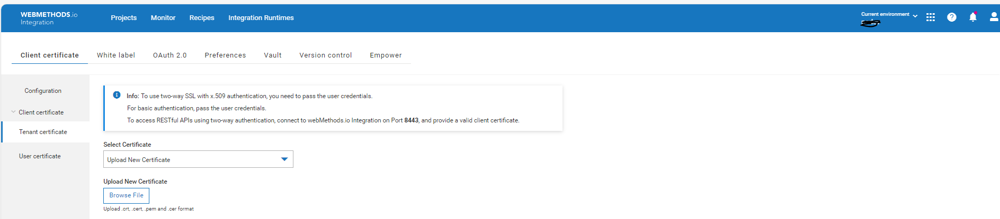 WEBMETHODS.io
Integration
Projects Monitor Recipes Integration Runtimes
Current environment
Client certificate White label OAuth 2.0 Preferences Vault Version control Empower
Configuration
Client certificate
Tenant certificate
User certificate
Info: To use two-way SSL with x.509 authentication, you need to pass the user credentials.
For basic authentication, pass the user credentials.
To access RESTful APIs using two-way authentication, connect to webMethods.io Integration on Port 8443, and provide a valid client certificate.
Select Certificate
Upload New Certificate
Upload New Certificate
Browse File
Upload .crt, .cert, .pem and .cer format